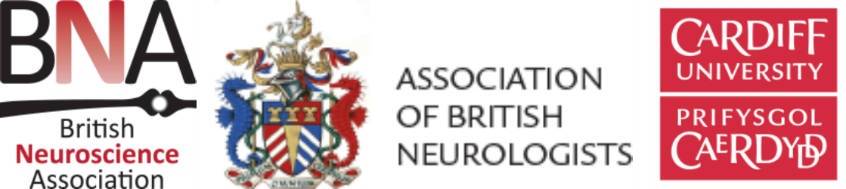 BNA
British
Neuroscience
Association
ASSOCIATION
OF BRITISH
NEUROLOGISTS
CARDIFF
UNIVERSITY
PRIFYSGOL
CAERDYDD